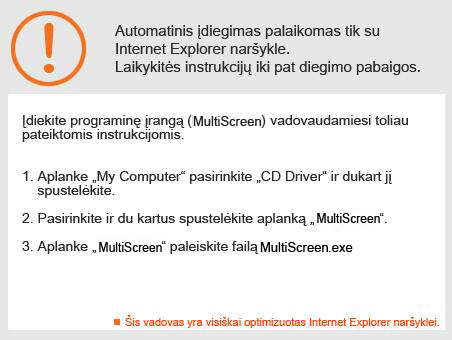 Automatinis įdiegimas palaikomas tik su
Internet Explorer naršykle.
Laikykitės instrukcijų iki pat diegimo pabaigos.
Įdiekite programinę įrangą (MultiScreen) vadovaudamiesi toliau
pateiktomis instrukcijomis.
1. Aplanke „My Computer“ pasirinkite „CD Driver“ ir dukart jį
spustelėkite.
2. Pasirinkite ir du kartus spustelėkite aplanką „MultiScreen“.
3. Aplanke „MultiScreen“ paleiskite failą MultiScreen.exe
Šis vadovas yra visiškai optimizuotas Internet Explorer naršyklei.